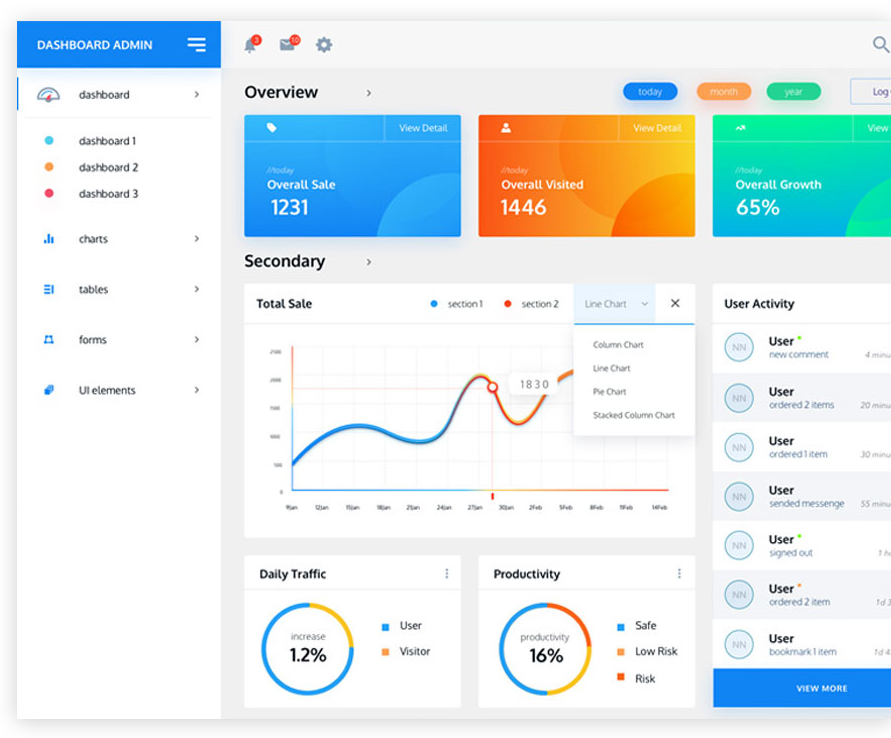 DASHBOARD ADMIN
3
10
dashboard
dashboard 1
dashboard 2
dashboard 3
charts
tables
forms
UI elements
Overview
today
month
year
Log
View Detail
//today
Overall Sale
1231
View Detail
//today
Overall Visited
1446
View
//today
Overall Growth
65%
Secondary
Total Sale
section 1
section 2
Line Chart
Column Chart
Line Chart
Pie Chart
Stacked Column Chart
2500
2000
1500
1000
500
0
1830
9Jan 12Jan 15Jan 18Jan 21Jan 24Jan 27Jan 30Jan 2Feb 5Feb 8Feb 11Feb 14Feb
User Activity
NN
User
new comment
4 minu
NN
User
ordered 2 items
20 minu
NN
User
ordered 1 item
30 minu
NN
User
sended messenge
55 minu
NN
User
signed out
1 h
NN
User
ordered 2 item
1d 3
NN
User
bookmark 1 item
1d 4
VIEW MORE
Daily Traffic
increase
1.2%
User
Visitor
Productivity
productivity
16%
Safe
Low Risk
Risk